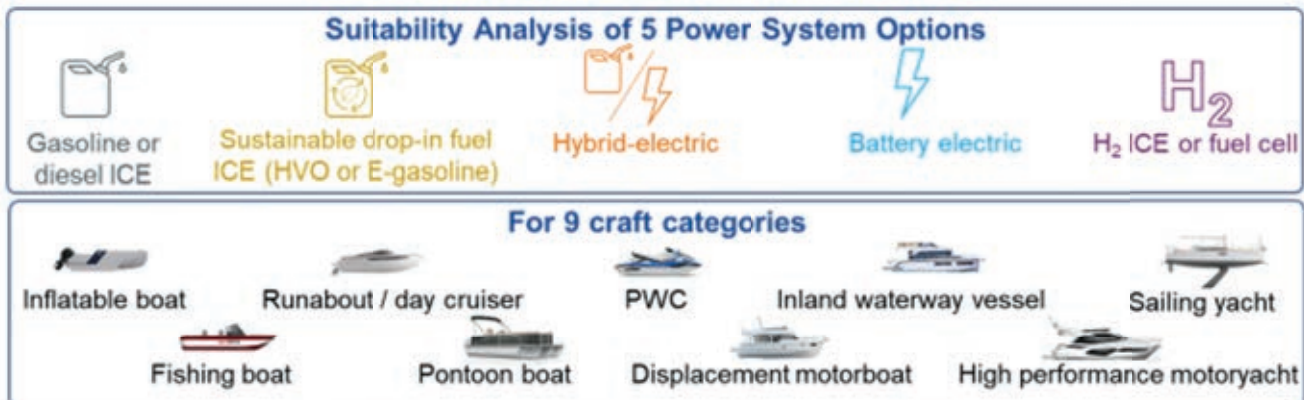 Suitability Analysis of 5 Power System Options
H2
Gasoline or
diesel ICE
Sustainable drop-in fuel
ICE (HVO or E-gasoline)
Hybrid-electric
Battery electric
H₂ ICE or fuel cell
For 9 craft categories
Inflatable boat
Runabout / day cruiser
PWC
Inland waterway vessel
Sailing yacht
Fishing boat
Pontoon boat
Displacement motorboat
High performance motoryacht